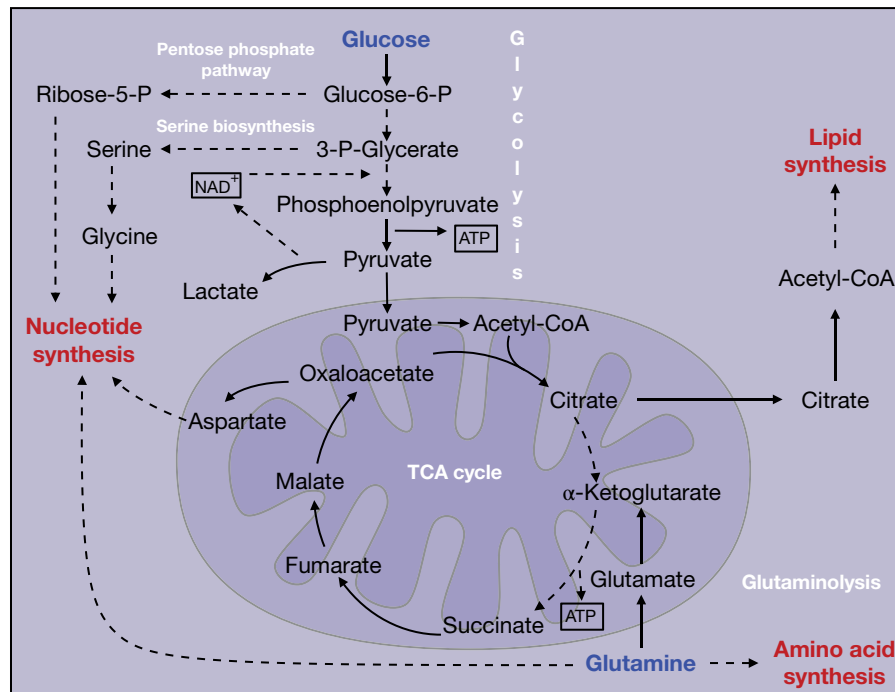 Glucose
Glycolysis
Pentose phosphate
pathway
Ribose-5-P
Glucose-6-P
Serine biosynthesis
Serine
3-P-Glycerate
NAD+
Phosphoenolpyruvate
ATP
Glycine
Pyruvate
Lactate
Lipid
synthesis
Acetyl-CoA
Nucleotide
synthesis
Pyruvate
Acetyl-CoA
Oxaloacetate
Citrate
Citrate
Aspartate
TCA cycle
Malate
α-Ketoglutarate
Fumarate
Glutamate
Glutaminolysis
Succinate
ATP
Glutamine
Amino acid
synthesis